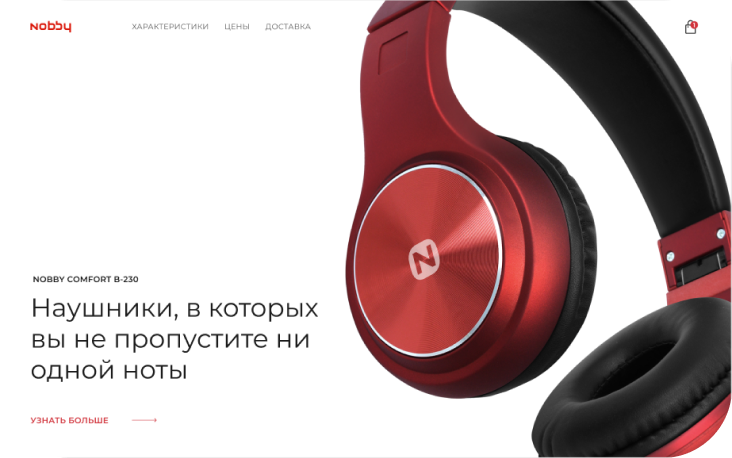 Nobby
ХАРАКТЕРИСТИКИ ЦЕНЫ ДОСТАВКА
1
N
NOBBY COMFORT B-230
Наушники, в которых
вы не пропустите ни
одной ноты
УЗНАТЬ БОЛЬШЕ